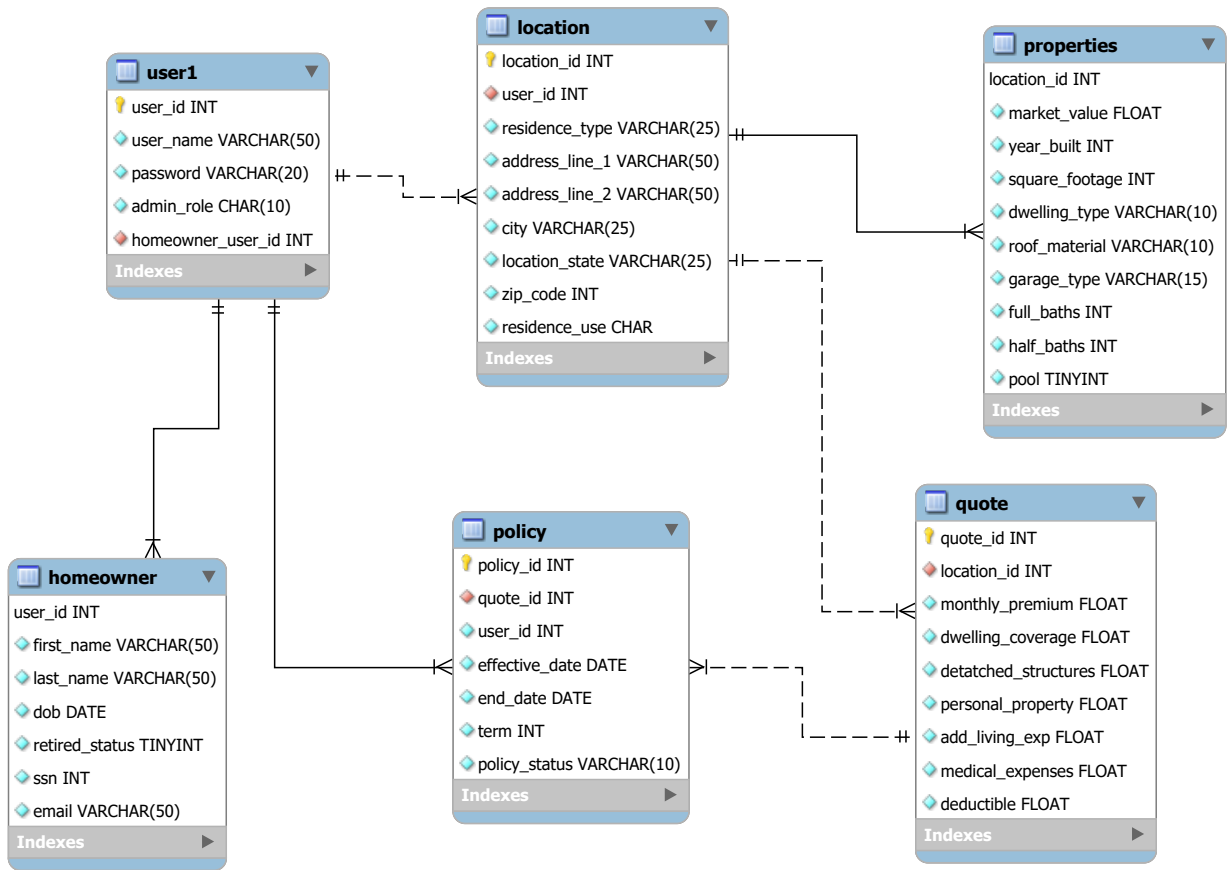 user1
user_id INT
user_name VARCHAR(50)
password VARCHAR(20)
admin_role CHAR(10)
homeowner_user_id INT
Indexes
location
location_id INT
user_id INT
residence_type VARCHAR(25)
address_line_1 VARCHAR(50)
address_line_2 VARCHAR(50)
city VARCHAR(25)
location_state VARCHAR(25)
zip_code INT
residence_use CHAR
Indexes
properties
location_id INT
market_value FLOAT
year_built INT
square_footage INT
dwelling_type VARCHAR(10)
roof_material VARCHAR(10)
garage_type VARCHAR(15)
full_baths INT
half_baths INT
pool TINYINT
Indexes
homeowner
user_id INT
first_name VARCHAR(50)
last_name VARCHAR(50)
dob DATE
retired_status TINYINT
ssn INT
email VARCHAR(50)
Indexes
policy
policy_id INT
quote_id INT
user_id INT
effective_date DATE
end_date DATE
term INT
policy_status VARCHAR(10)
Indexes
quote
quote_id INT
location_id INT
monthly_premium FLOAT
dwelling_coverage FLOAT
detatched_structures FLOAT
personal_property FLOAT
add_living_exp FLOAT
medical_expenses FLOAT
deductible FLOAT
Indexes